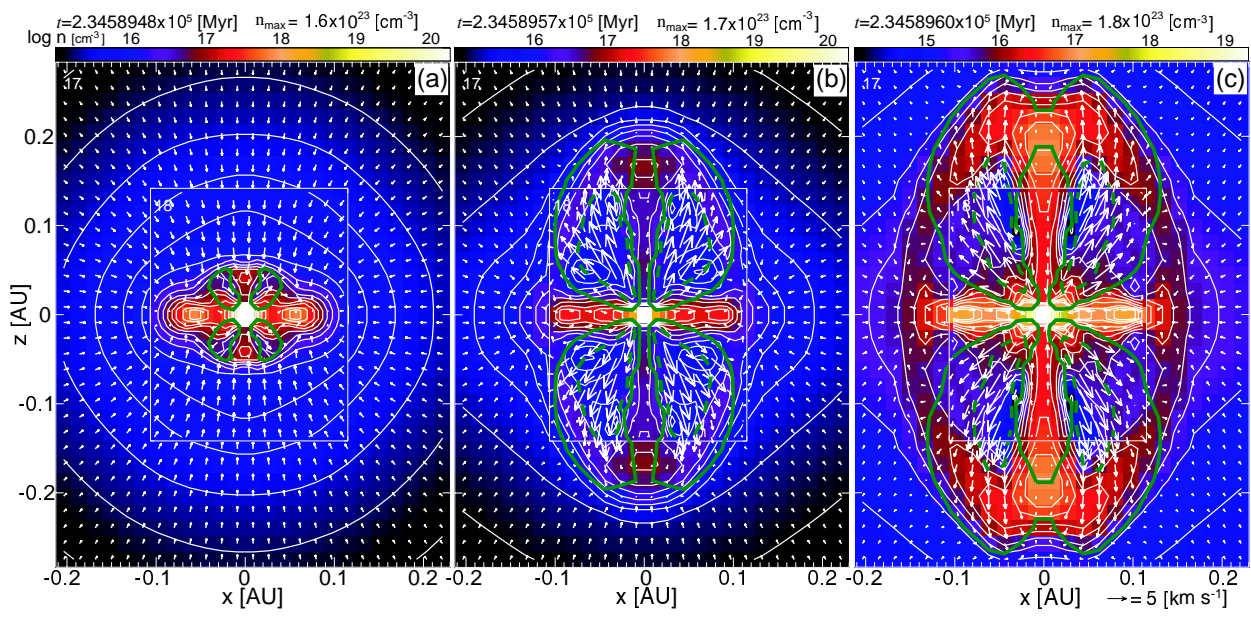 t=2.3458948x10⁵ [Myr] n_max= 1.6x10²³ [cm⁻³]
t=2.3458957x10⁵ [Myr] n_max= 1.7x10²³ [cm⁻³]
t=2.3458960x10⁵ [Myr] n_max= 1.8x10²³ [cm⁻³]
log n [cm⁻³] 16 17 18 19 20
16 17 18 19 20
15 16 17 18 19
17 (a)
17 (b)
17 (c)
z [AU]
0.2
0.1
0
-0.1
-0.2
-0.2 -0.1 0 0.1 0.2
-0.2 -0.1 0 0.1 0.2
-0.2 -0.1 0 0.1 0.2
x [AU]
x [AU]
x [AU] →= 5 [km s⁻¹]